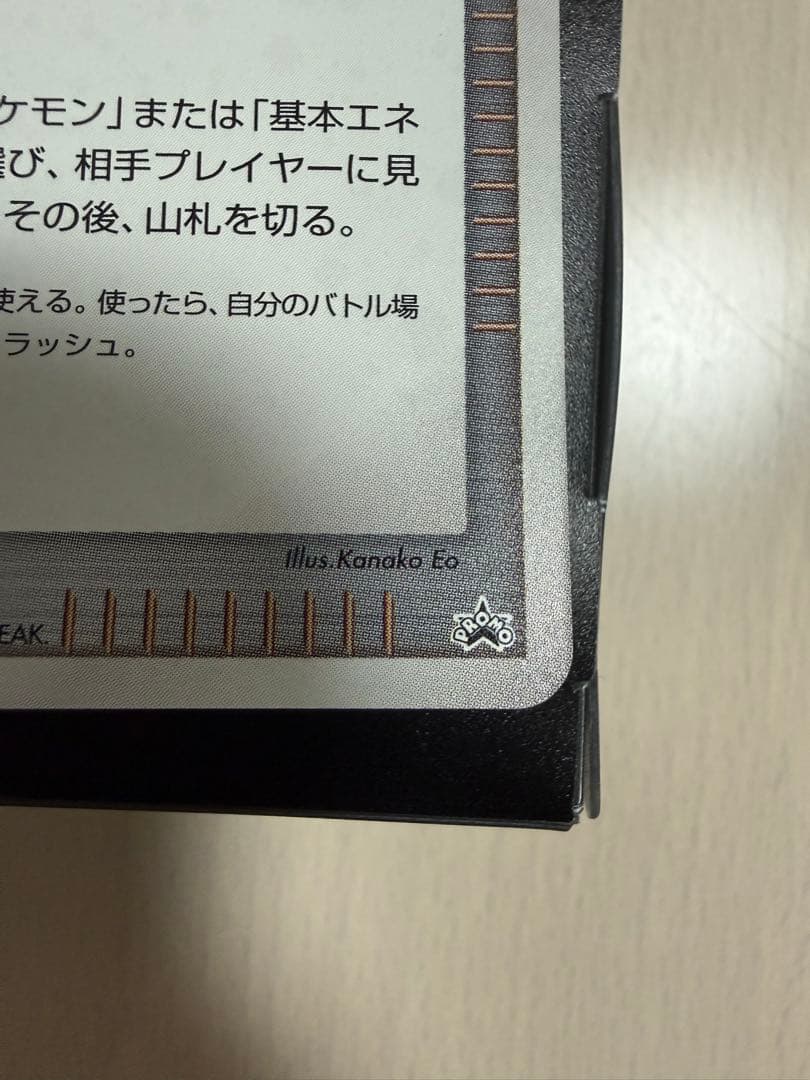 ケモン」または「基本エネ
び、相手プレイヤーに見
その後、山札を切る。
使える。使ったら、自分のバトル場
ラッシュ。
Illus.Kanako Eo
EAK.
PROMO